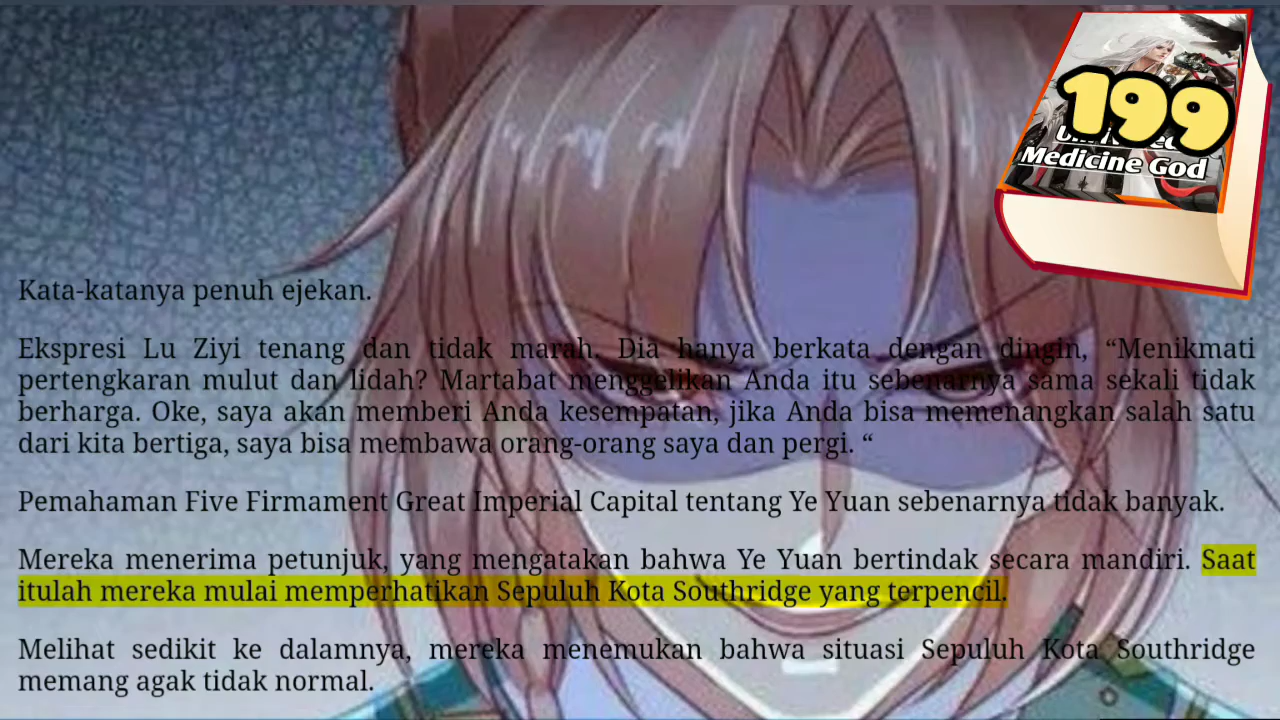 199
Medicine God
Kata-katanya penuh ejekan.
Ekspresi Lu Ziyi tenang dan tidak marah. Dia hanya berkata dengan dingin, “Menikmati
pertengkaran mulut dan lidah? Martabat menggelikan Anda itu sebenarnya sama sekali tidak
berharga. Oke, saya akan memberi Anda kesempatan, jika Anda bisa memenangkan salah satu
dari kita bertiga, saya bisa membawa orang-orang saya dan pergi. “
Pemahaman Five Firmament Great Imperial Capital tentang Ye Yuan sebenarnya tidak banyak.
Mereka menerima petunjuk, yang mengatakan bahwa Ye Yuan bertindak secara mandiri. Saat
itulah mereka mulai memperhatikan Sepuluh Kota Southridge yang terpencil.
Melihat sedikit ke dalamnya, mereka menemukan bahwa situasi Sepuluh Kota Southridge
memang agak tidak normal.